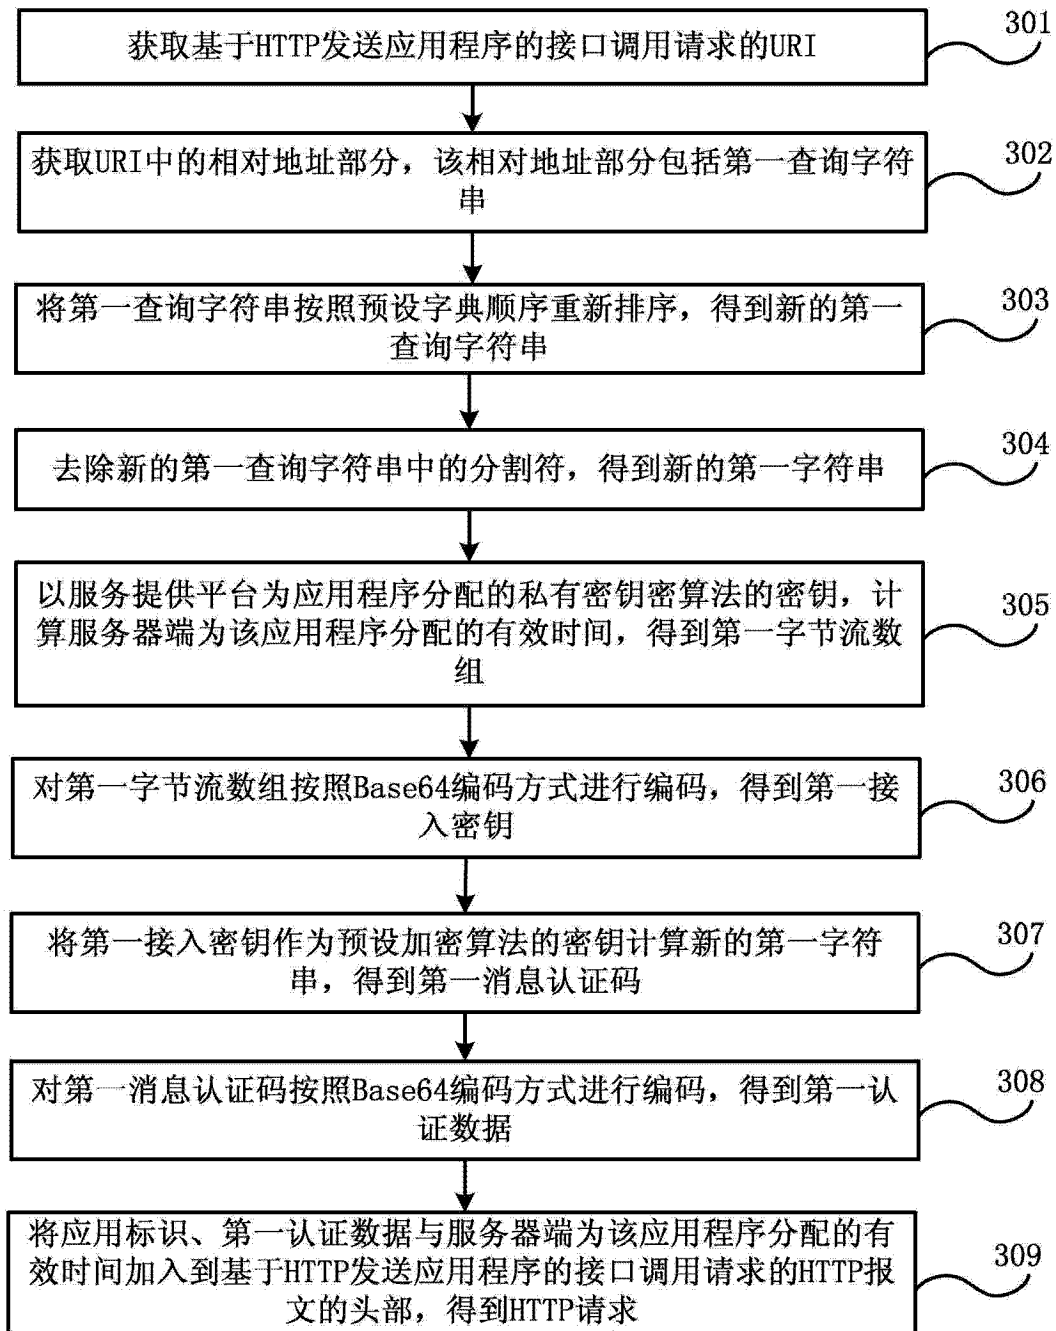 获取基于HTTP发送应用程序的接口调用请求的URI
301
获取URI中的相对地址部分，该相对地址部分包括第一查询字符
串
302
将第一查询字符串按照预设字典顺序重新排序，得到新的第一
查询字符串
303
去除新的第一查询字符串中的分割符，得到新的第一字符串
304
以服务提供平台为应用程序分配的私有密钥密算法的密钥，计
算服务器端为该应用程序分配的有效时间，得到第一字节流数
组
305
对第一字节流数组按照Base64编码方式进行编码，得到第一接
入密钥
306
将第一接入密钥作为预设加密算法的密钥计算新的第一字符
串，得到第一消息认证码
307
对第一消息认证码按照Base64编码方式进行编码，得到第一认
证数据
308
将应用标识、第一认证数据与服务器端为该应用程序分配的有
效时间加入到基于HTTP发送应用程序的接口调用请求的HTTP报
文的头部，得到HTTP请求
309